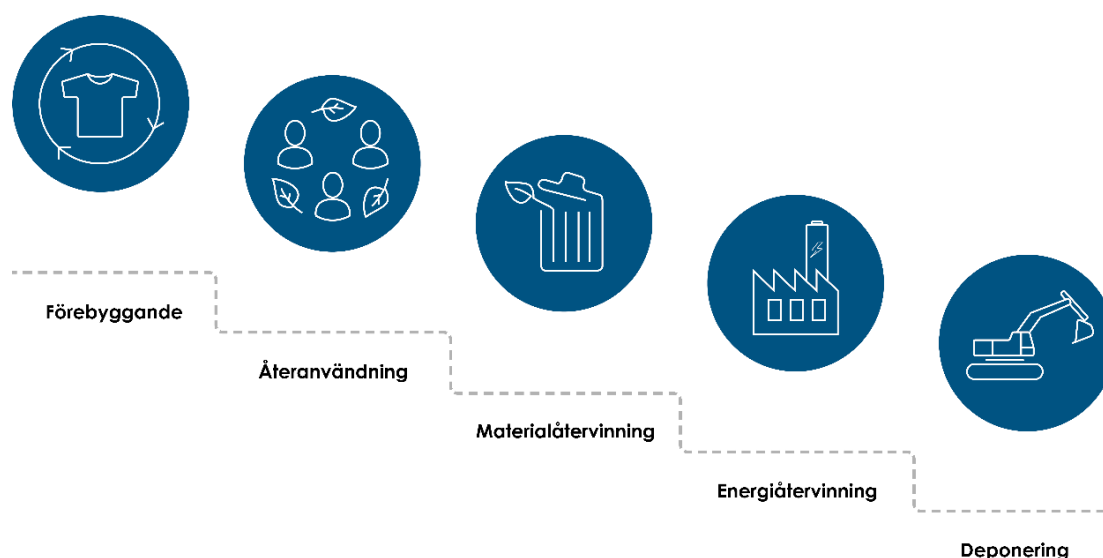 Förebyggande
Återanvändning
Materialåtervinning
Energiåtervinning
Deponering